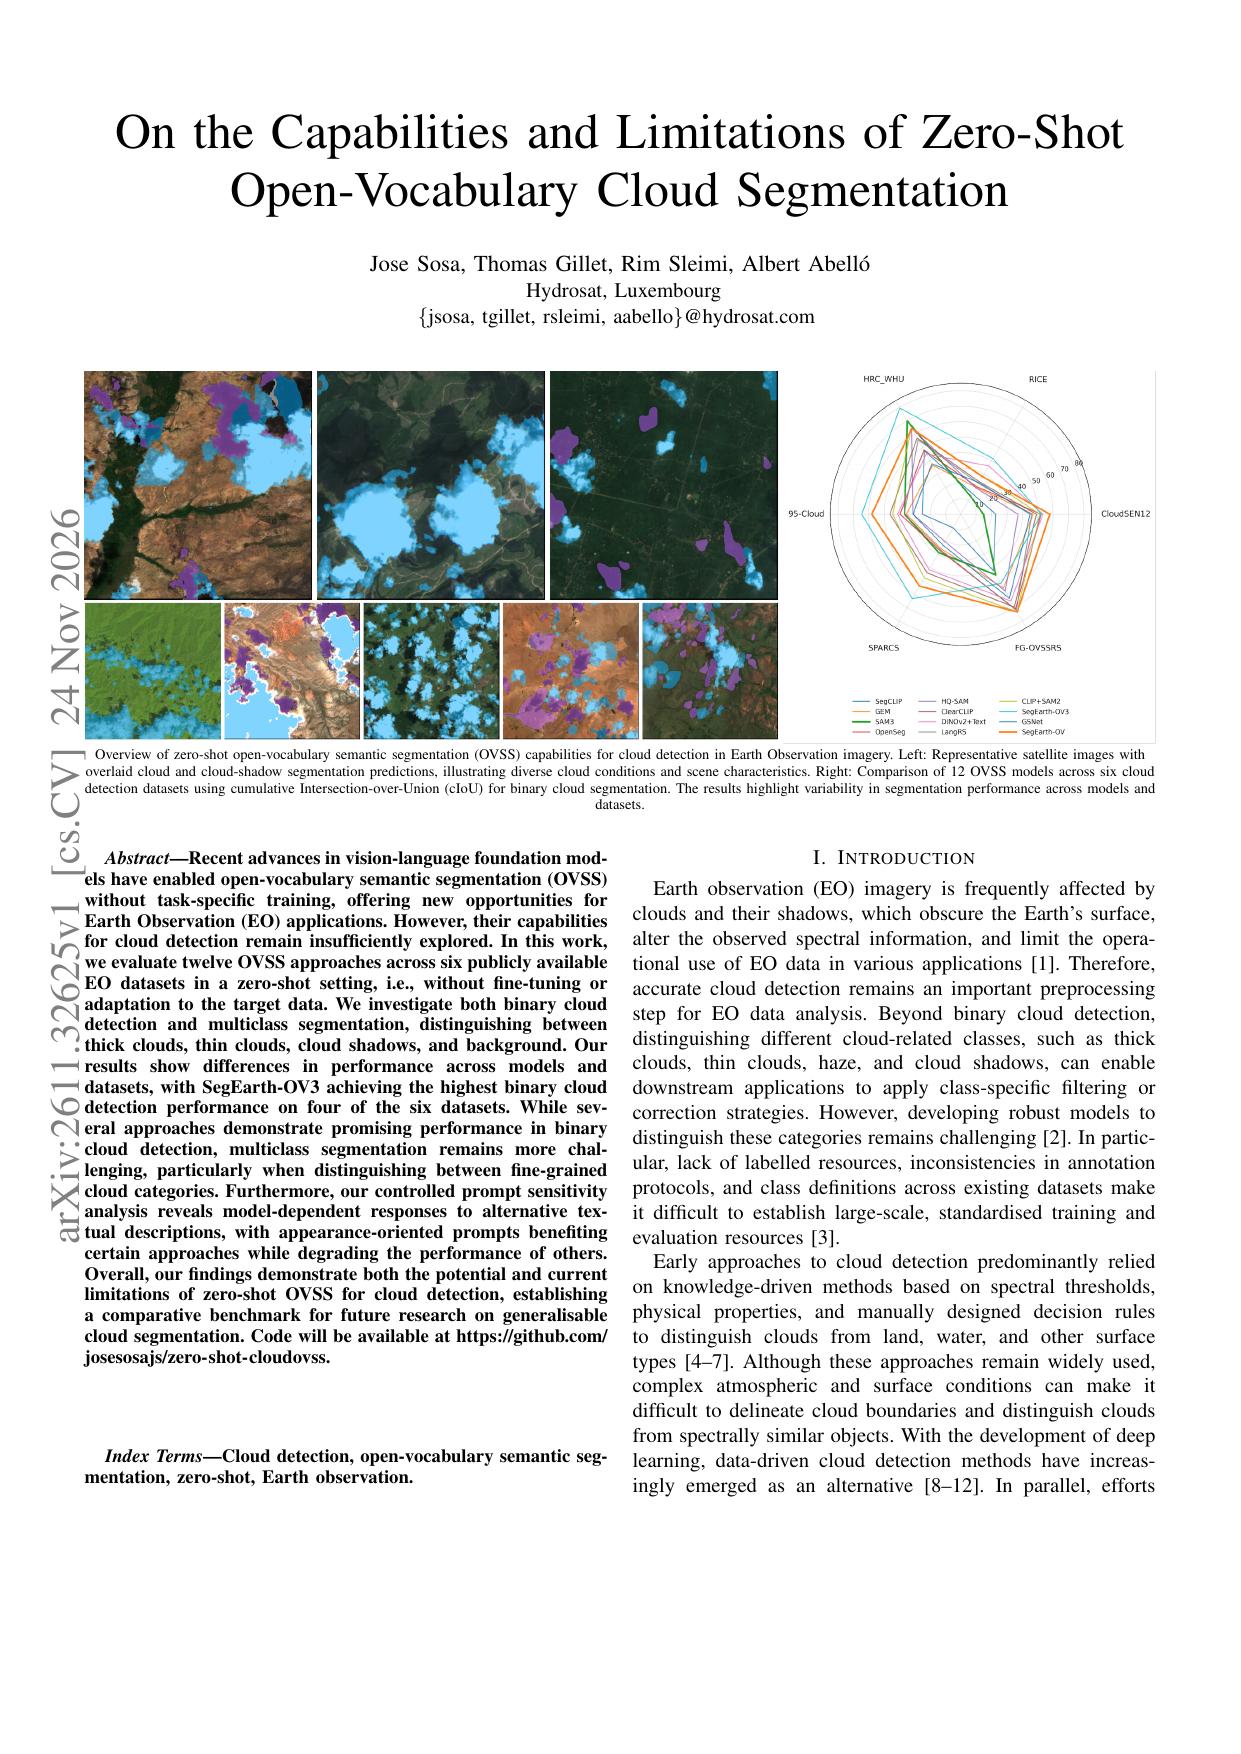 On the Capabilities and Limitations of Zero-Shot
Open-Vocabulary Cloud Segmentation
Jose Sosa, Thomas Gillet, Rim Sleimi, Albert Abelló
Hydrosat, Luxembourg
{jsosa, tgillet, rsleimi, aabello}@hydrosat.com
HRC_WHU
RICE
95-Cloud
CloudSEN12
SPARCS
FG-OVSSRS
10
20
30
40
50
60
70
80
SegCLIP
GEM
SAM3
OpenSeg
HQ-SAM
ClearCLIP
DINOv2+Text
LangRS
CLIP+SAM2
SegEarth-OV3
GSNet
SegEarth-OV
Overview of zero-shot open-vocabulary semantic segmentation (OVSS) capabilities for cloud detection in Earth Observation imagery. Left: Representative satellite images with
overlaid cloud and cloud-shadow segmentation predictions, illustrating diverse cloud conditions and scene characteristics. Right: Comparison of 12 OVSS models across six cloud
detection datasets using cumulative Intersection-over-Union (cIoU) for binary cloud segmentation. The results highlight variability in segmentation performance across models and
datasets.
arXiv:2611.32625v1 [cs.CV] 24 Nov 2026
Abstract—Recent advances in vision-language foundation mod-
els have enabled open-vocabulary semantic segmentation (OVSS)
without task-specific training, offering new opportunities for
Earth Observation (EO) applications. However, their capabilities
for cloud detection remain insufficiently explored. In this work,
we evaluate twelve OVSS approaches across six publicly available
EO datasets in a zero-shot setting, i.e., without fine-tuning or
adaptation to the target data. We investigate both binary cloud
detection and multiclass segmentation, distinguishing between
thick clouds, thin clouds, cloud shadows, and background. Our
results show differences in performance across models and
datasets, with SegEarth-OV3 achieving the highest binary cloud
detection performance on four of the six datasets. While sev-
eral approaches demonstrate promising performance in binary
cloud detection, multiclass segmentation remains more chal-
lenging, particularly when distinguishing between fine-grained
cloud categories. Furthermore, our controlled prompt sensitivity
analysis reveals model-dependent responses to alternative tex-
tual descriptions, with appearance-oriented prompts benefiting
certain approaches while degrading the performance of others.
Overall, our findings demonstrate both the potential and current
limitations of zero-shot OVSS for cloud detection, establishing
a comparative benchmark for future research on generalisable
cloud segmentation. Code will be available at https://github.com/
josesosajs/zero-shot-cloudovss.
Index Terms—Cloud detection, open-vocabulary semantic seg-
mentation, zero-shot, Earth observation.
I. INTRODUCTION
Earth observation (EO) imagery is frequently affected by
clouds and their shadows, which obscure the Earth's surface,
alter the observed spectral information, and limit the opera-
tional use of EO data in various applications [1]. Therefore,
accurate cloud detection remains an important preprocessing
step for EO data analysis. Beyond binary cloud detection,
distinguishing different cloud-related classes, such as thick
clouds, thin clouds, haze, and cloud shadows, can enable
downstream applications to apply class-specific filtering or
correction strategies. However, developing robust models to
distinguish these categories remains challenging [2]. In partic-
ular, lack of labelled resources, inconsistencies in annotation
protocols, and class definitions across existing datasets make
it difficult to establish large-scale, standardised training and
evaluation resources [3].
Early approaches to cloud detection predominantly relied
on knowledge-driven methods based on spectral thresholds,
physical properties, and manually designed decision rules
to distinguish clouds from land, water, and other surface
types [4–7]. Although these approaches remain widely used,
complex atmospheric and surface conditions can make it
difficult to delineate cloud boundaries and distinguish clouds
from spectrally similar objects. With the development of deep
learning, data-driven cloud detection methods have increas-
ingly emerged as an alternative [8–12]. In parallel, efforts